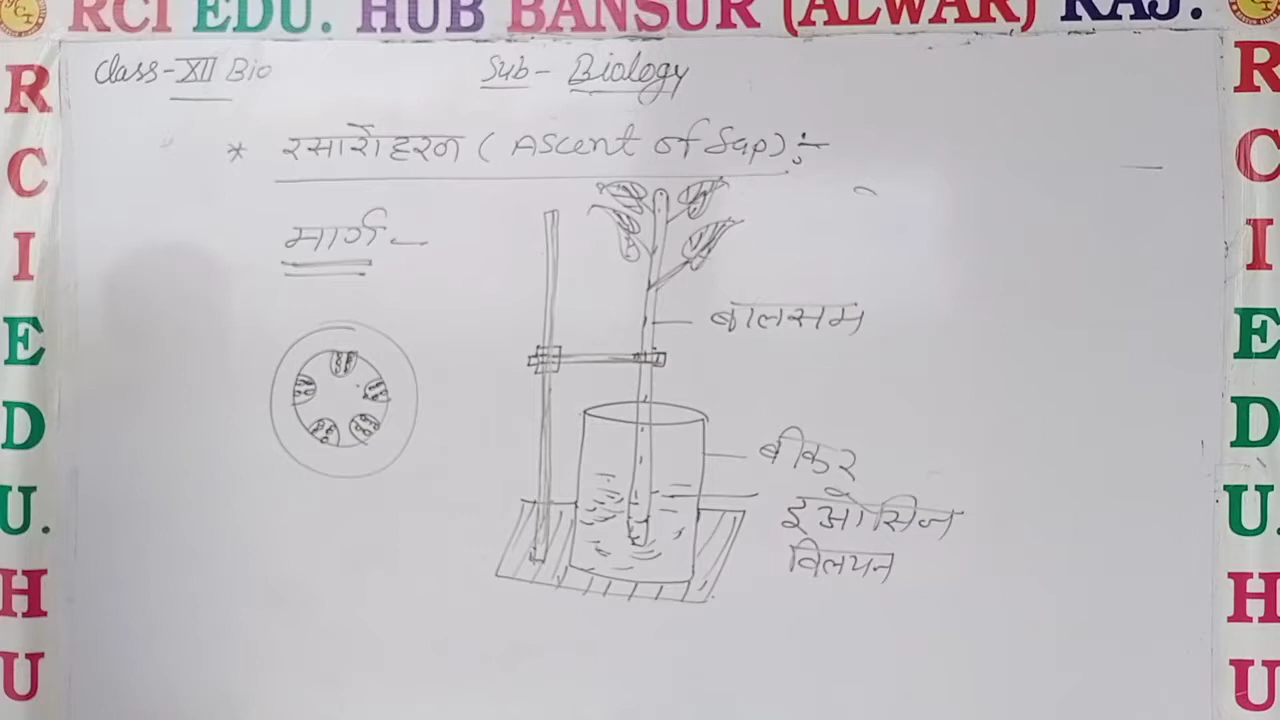 RCI EDU. HUB BANSUR (ALWAR) RAJ.
Class-XII Bio
Sub- Biology
* रसारोहरन (Ascent of Sap) :-
मार्ग -
बालसम
बीकर
इओसिन
विलयन
R
C
I
E
D
U.
H
U
R
C
I
E
D
U.
H
U